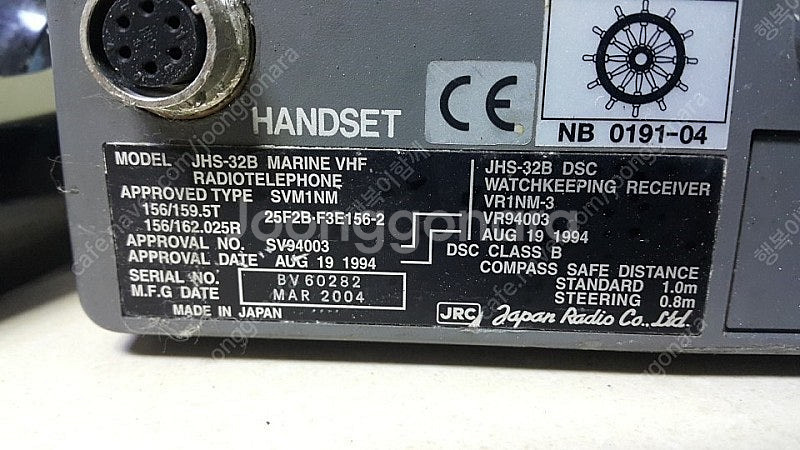 HANDSET
CE
NB 0191-04
MODEL JHS-32B MARINE VHF
RADIOTELEPHONE
APPROVED TYPE SVM1NM
156/159.5T
156/162.025R 25F2B·F3E156-2
APPROVAL NO. SV94003
APPROVAL DATE AUG 19 1994
SERIAL NO. BV60282
M.F.G DATE MAR 2004
MADE IN JAPAN
JHS-32B DSC
WATCHKEEPING RECEIVER
VR1NM-3
VR94003
AUG 19 1994
DSC CLASS B
COMPASS SAFE DISTANCE
STANDARD 1.0m
STEERING 0.8m
JRC Japan Radio Co., Ltd.
Joonggonara